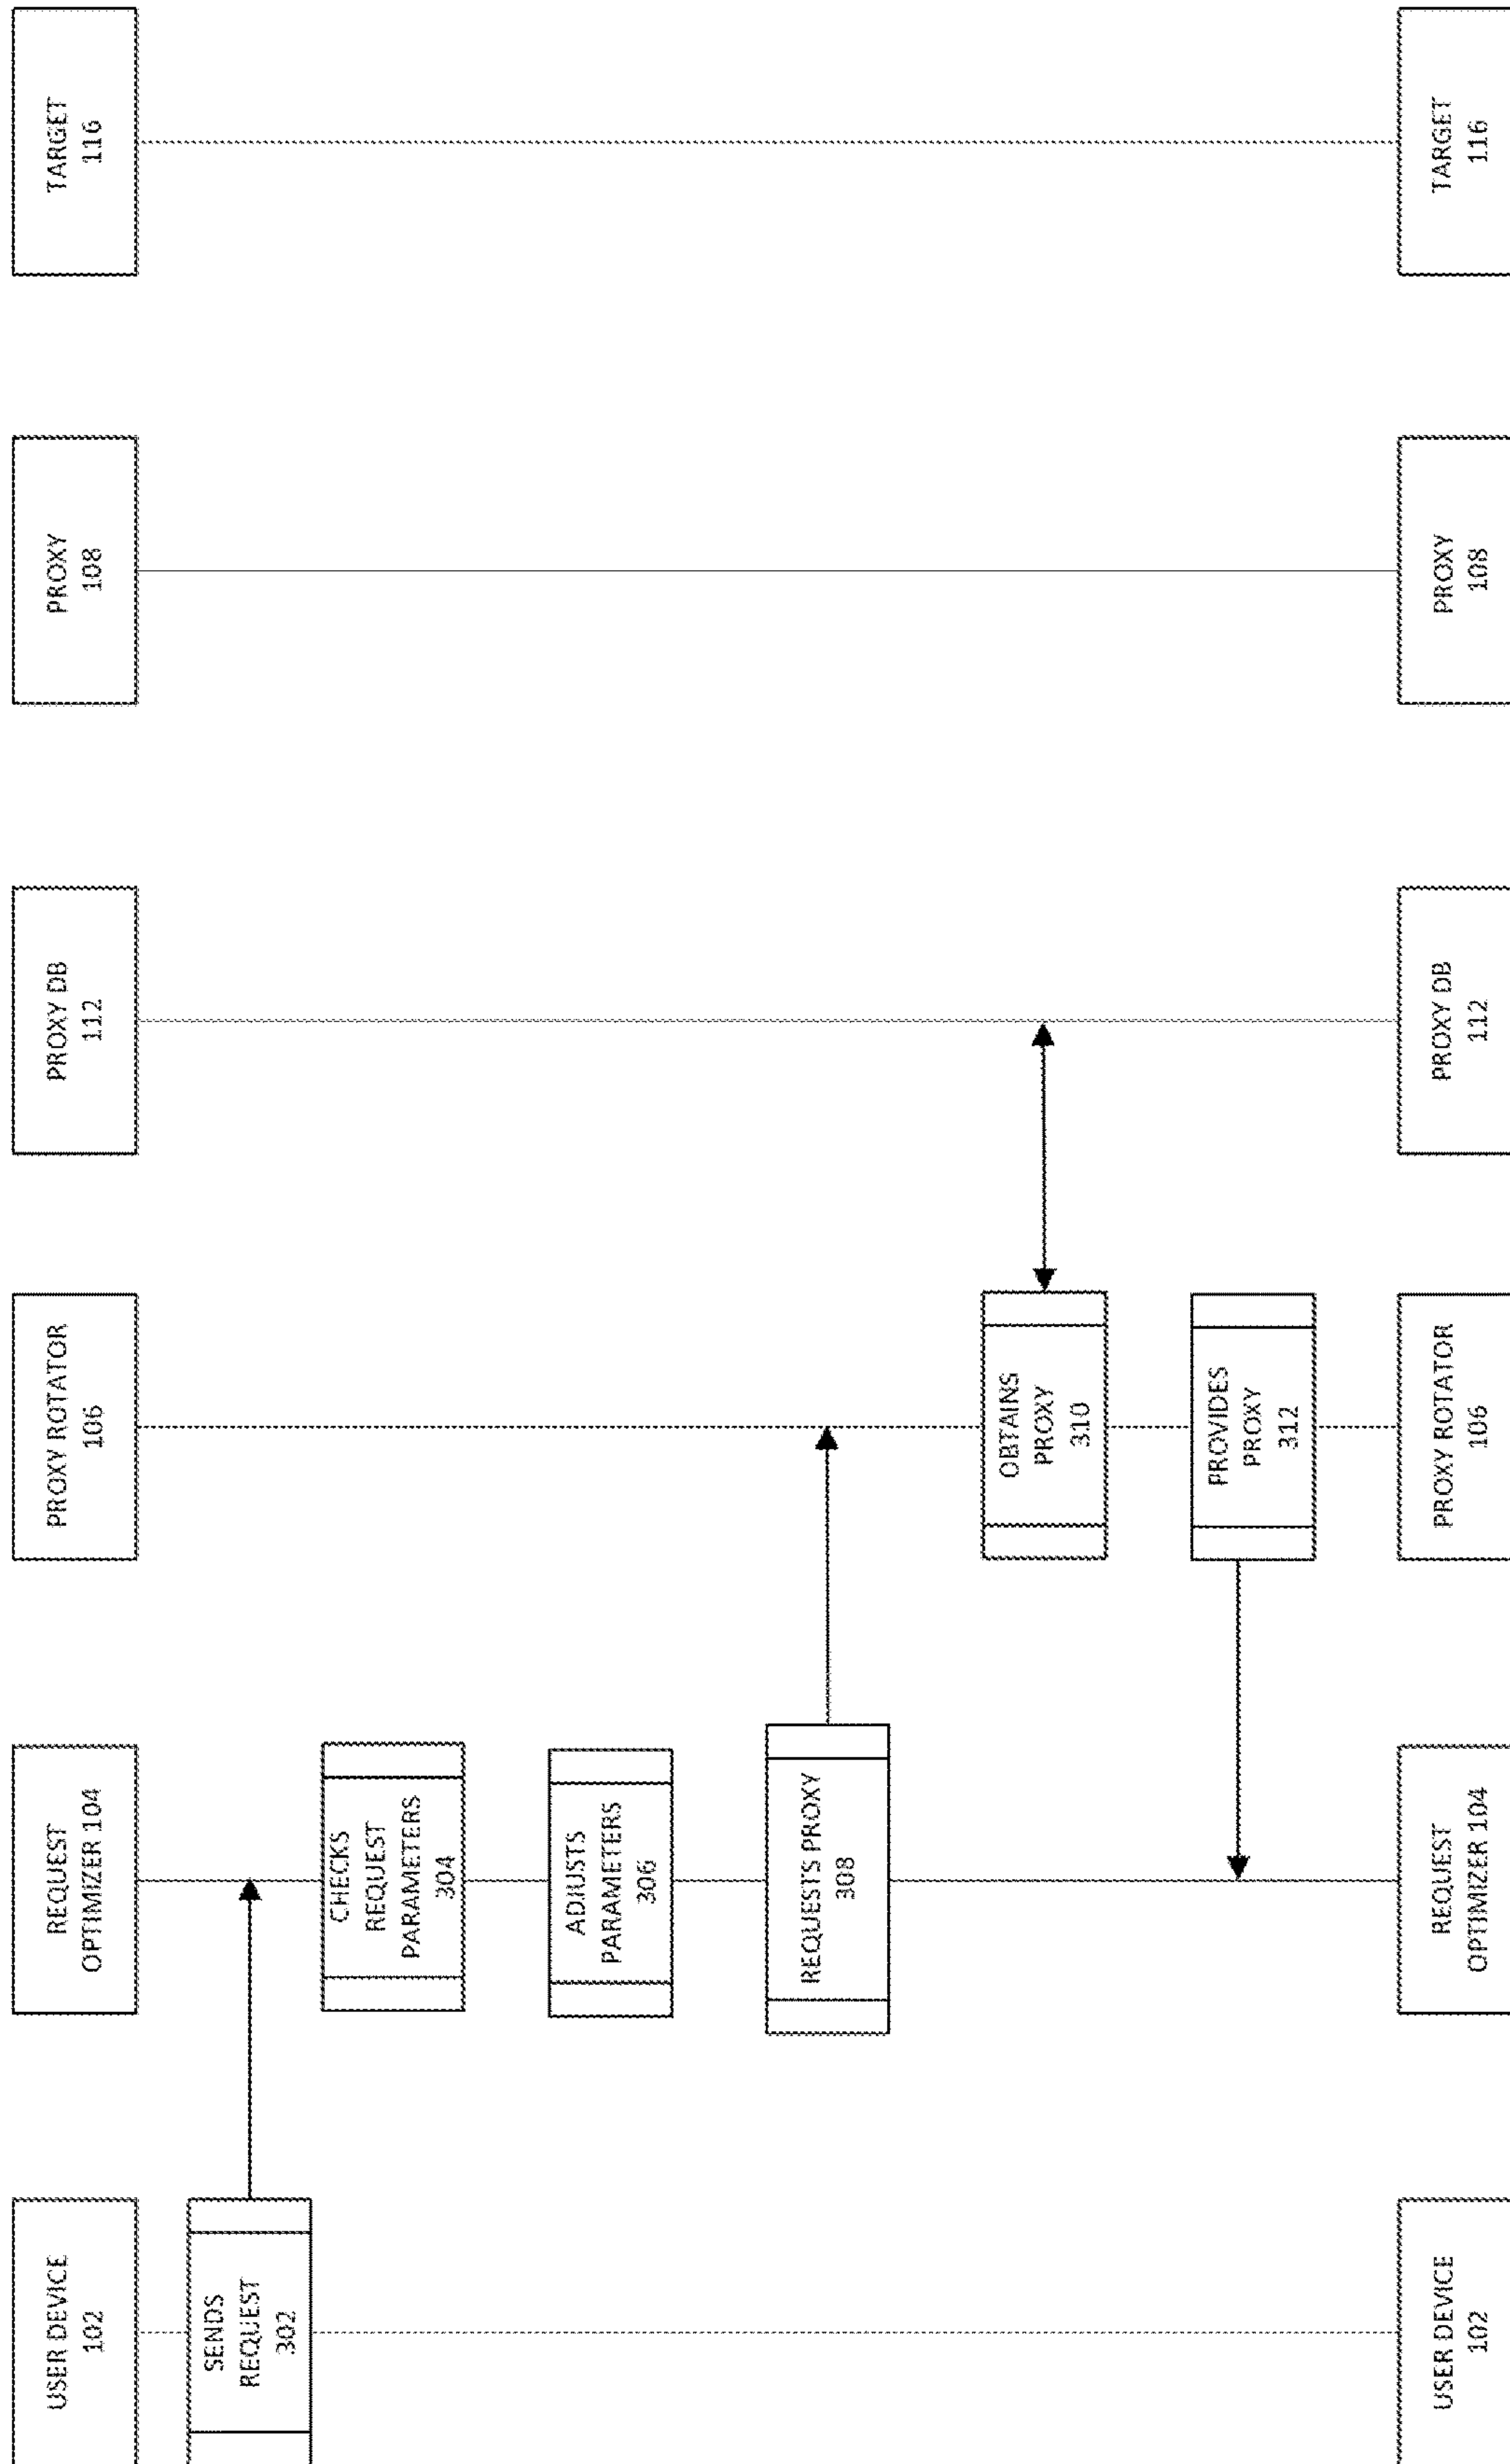 USER DEVICE
102
REQUEST
OPTIMIZER 104
PROXY ROTATOR
106
PROXY DB
112
PROXY
108
TARGET
116
SENDS
REQUEST
302
CHECKS
REQUEST
PARAMETERS
304
ADJUSTS
PARAMETERS
306
REQUESTS PROXY
308
OBTAINS
PROXY
310
PROVIDES
PROXY
312
USER DEVICE
102
REQUEST
OPTIMIZER 104
PROXY ROTATOR
106
PROXY DB
112
PROXY
108
TARGET
116